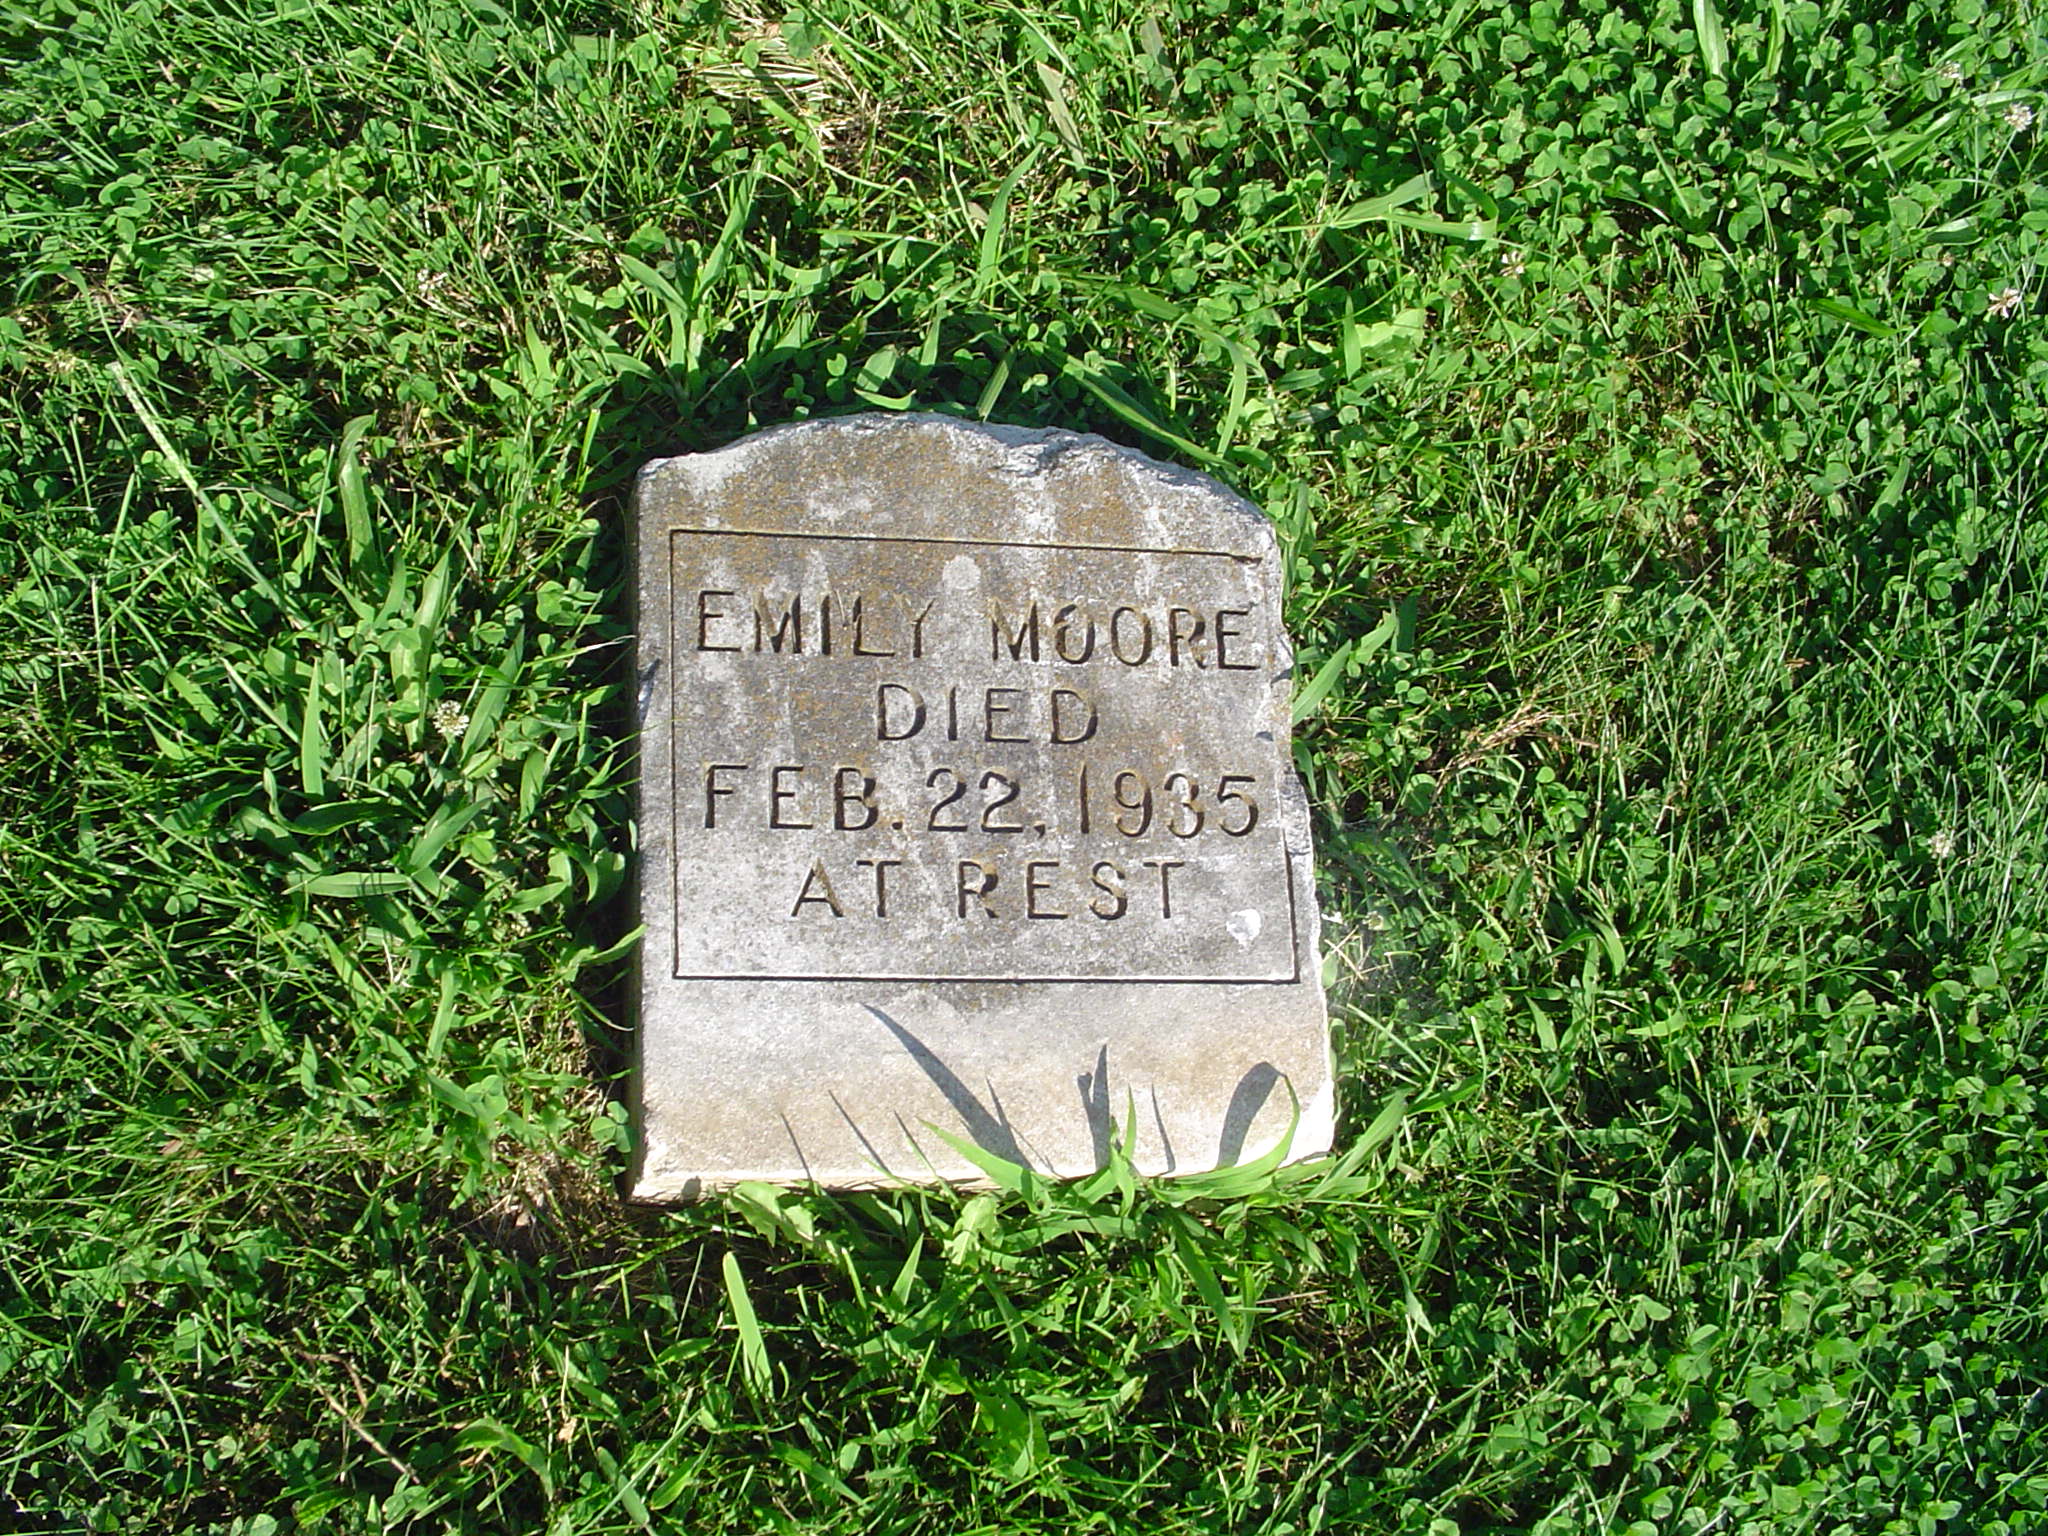 EMILY MOORE
DIED
FEB. 22, 1935
AT REST